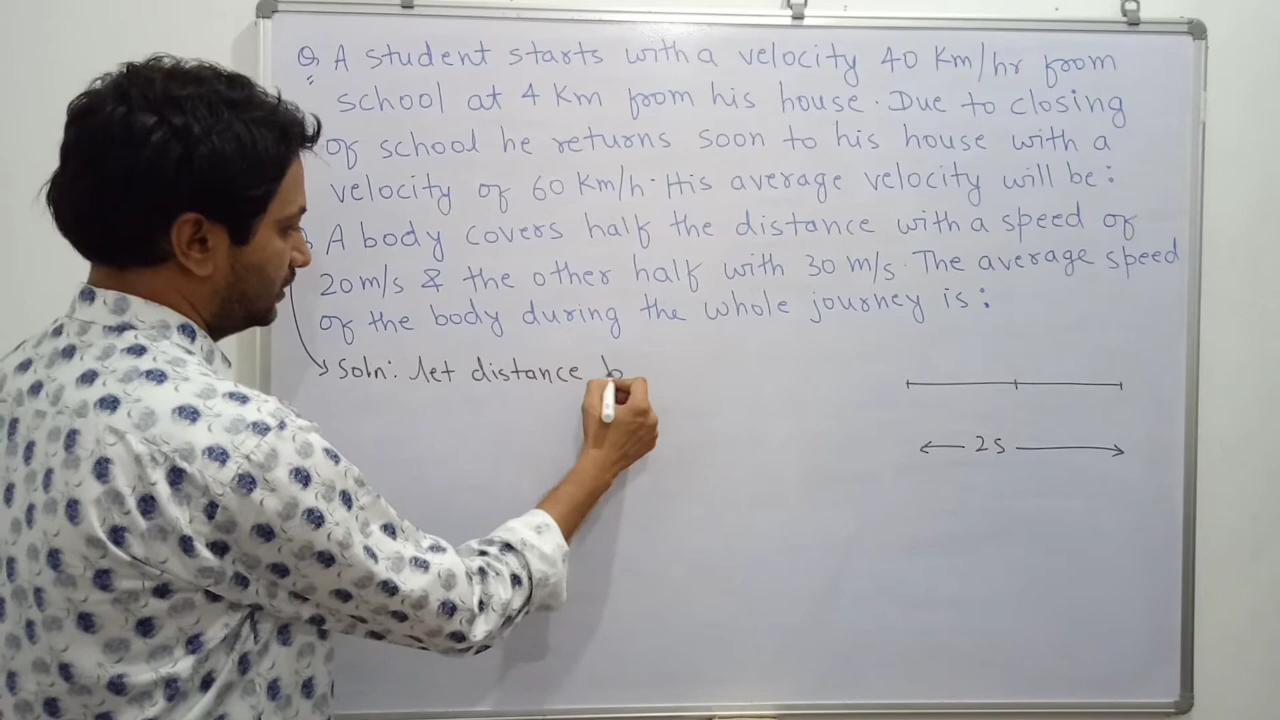 Q A student starts with a velocity 40 Km/hr from
school at 4 Km from his house. Due to closing
of school he returns soon to his house with a
velocity of 60 Km/h. His average velocity will be:
A body covers half the distance with a speed of
20 m/s & the other half with 30 m/s. The average speed
of the body during the whole journey is:
Soln: let distance b
2s